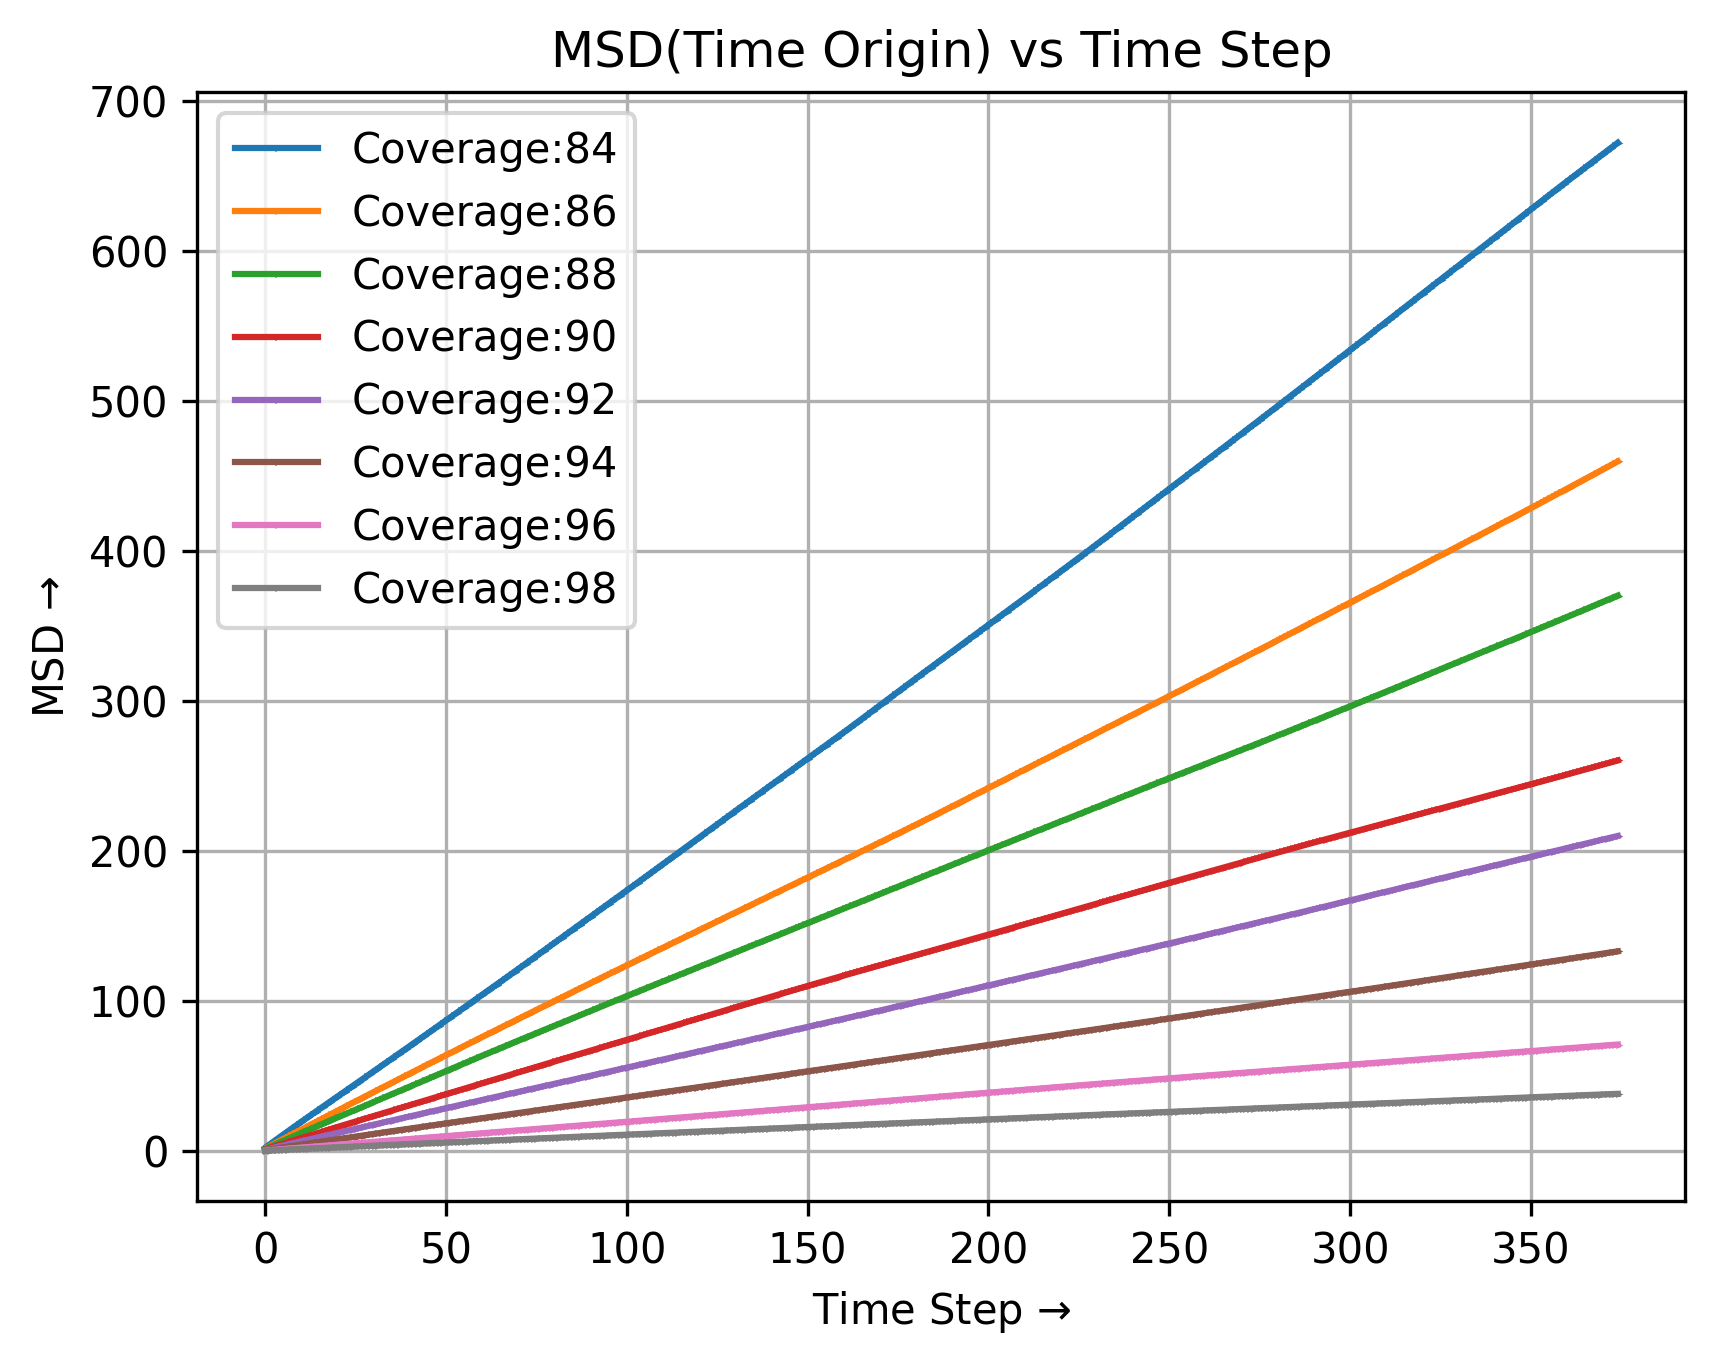 MSD(Time Origin) vs Time Step
700
600
500
400
300
200
100
0
MSD →
Coverage:84
Coverage:86
Coverage:88
Coverage:90
Coverage:92
Coverage:94
Coverage:96
Coverage:98
0 50 100 150 200 250 300 350
Time Step →